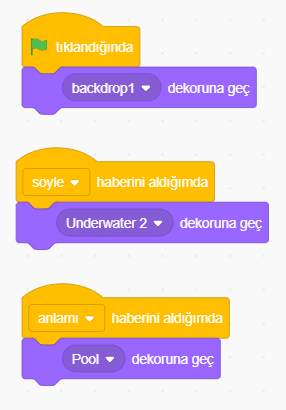 tıklandığında
backdrop1 dekoruna geç
soyle haberini aldığımda
Underwater 2 dekoruna geç
anlamı haberini aldığımda
Pool dekoruna geç